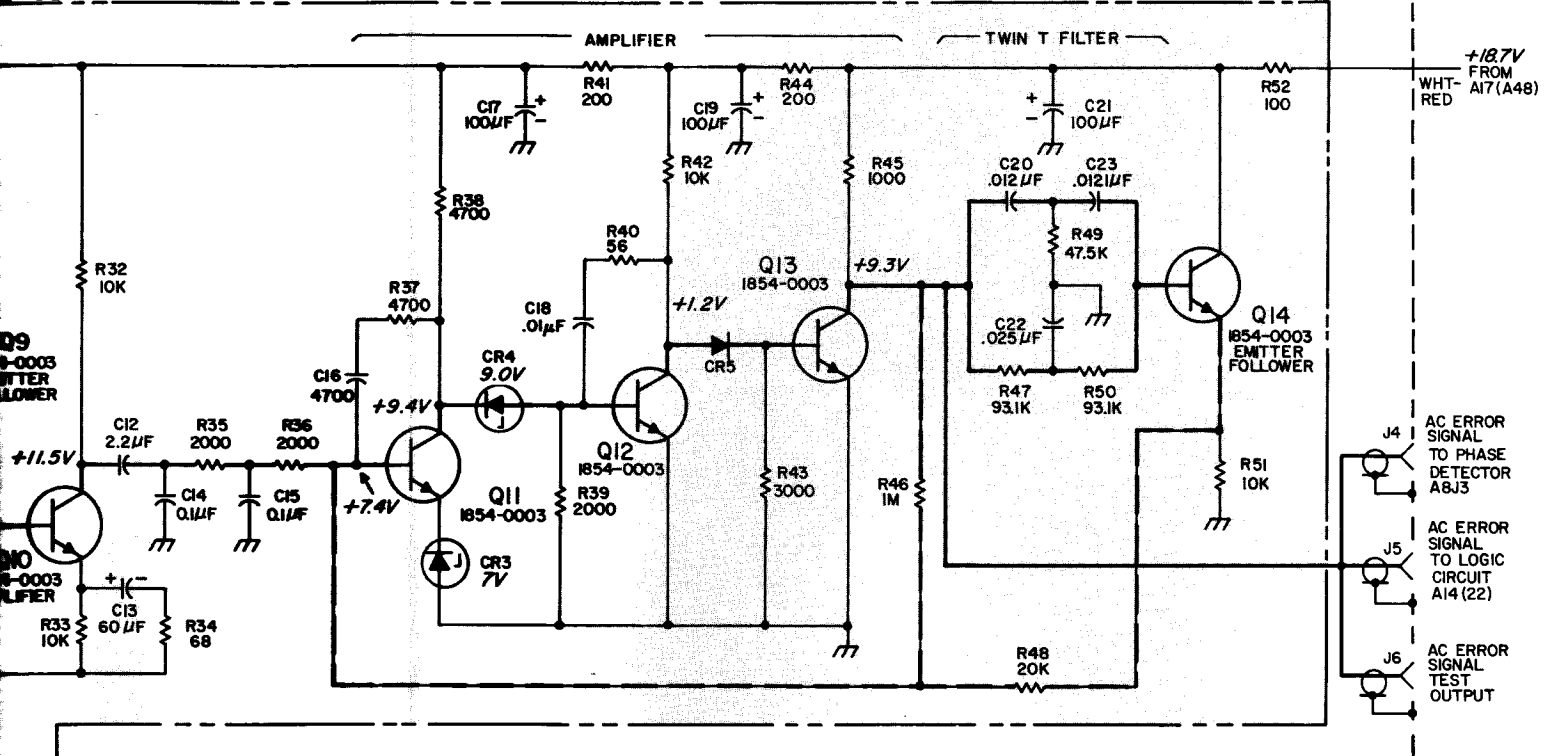 AMPLIFIER
TWIN T FILTER
+18.7V
FROM
A17(A48)
WHT-
RED
R41
200
R44
200
R52
100
C17
100µF
+
-
C19
100µF
+
-
+
-
C21
100µF
R38
4700
R42
10K
R45
1000
C20
.012µF
C23
.0121µF
R49
47.5K
C22
.025µF
R47
93.1K
R50
93.1K
R32
10K
R37
4700
R40
56
C18
.01µF
C16
4700
+9.4V
CR4
9.0V
+1.2V
CR5
Q13
1854-0003
+9.3V
Q14
1854-0003
EMITTER
FOLLOWER
Q9
-0003
ITTER
LLOWER
+11.5V
C12
2.2µF
R35
2000
R36
2000
C14
0.1µF
C15
0.1µF
+7.4V
Q11
1854-0003
Q12
1854-0003
R39
2000
R43
3000
R46
1M
R51
10K
CR3
7V
J
J
Q10
-0003
LIFIER
+
-
C13
60µF
R33
10K
R34
68
R48
20K
J4
AC ERROR
SIGNAL
TO PHASE
DETECTOR
A8J3
J5
AC ERROR
SIGNAL
TO LOGIC
CIRCUIT
A14(22)
J6
AC ERROR
SIGNAL
TEST
OUTPUT